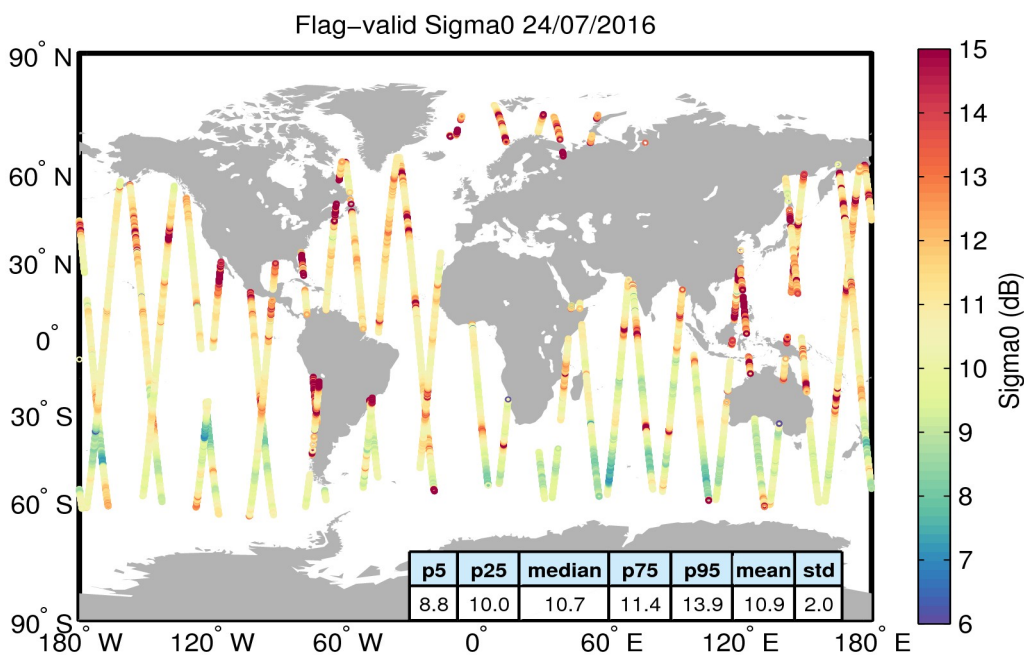 Flag−valid Sigma0 24/07/2016
90° N
60° N
30° N
0°
30° S
60° S
90° S
180° W
120° W
60° W
0°
60° E
120° E
180° E
15
14
13
12
11
10
9
8
7
6
Sigma0 (dB)
p5 p25 median p75 p95 mean std
8.8 10.0 10.7 11.4 13.9 10.9 2.0